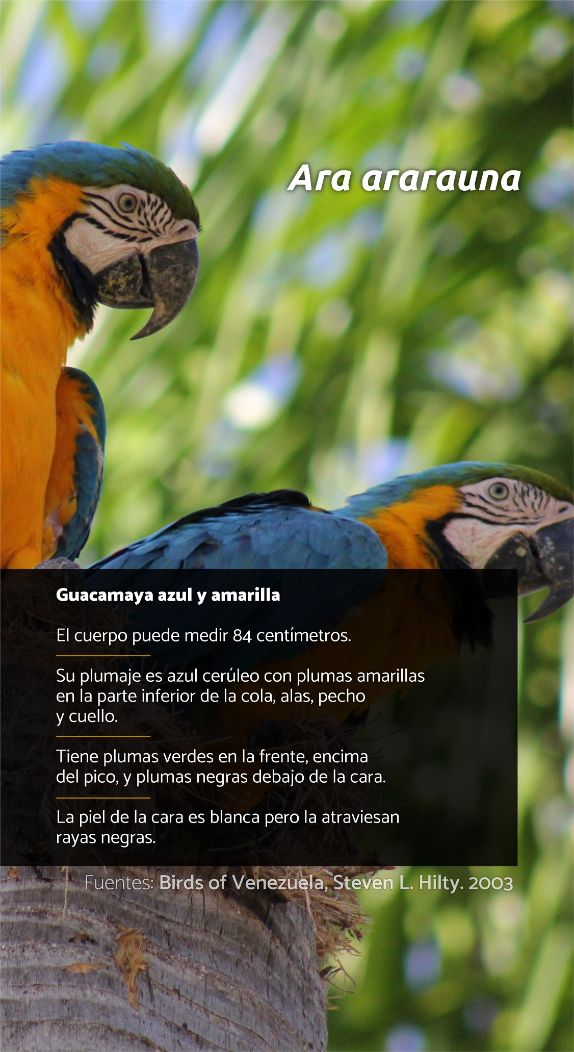 Ara ararauna
Guacamaya azul y amarilla
El cuerpo puede medir 84 centímetros.
Su plumaje es azul cerúleo con plumas amarillas
en la parte inferior de la cola, alas, pecho
y cuello.
Tiene plumas verdes en la frente, encima
del pico, y plumas negras debajo de la cara.
La piel de la cara es blanca pero la atraviesan
rayas negras.
Fuentes: Birds of Venezuela, Steven L. Hilty. 2003